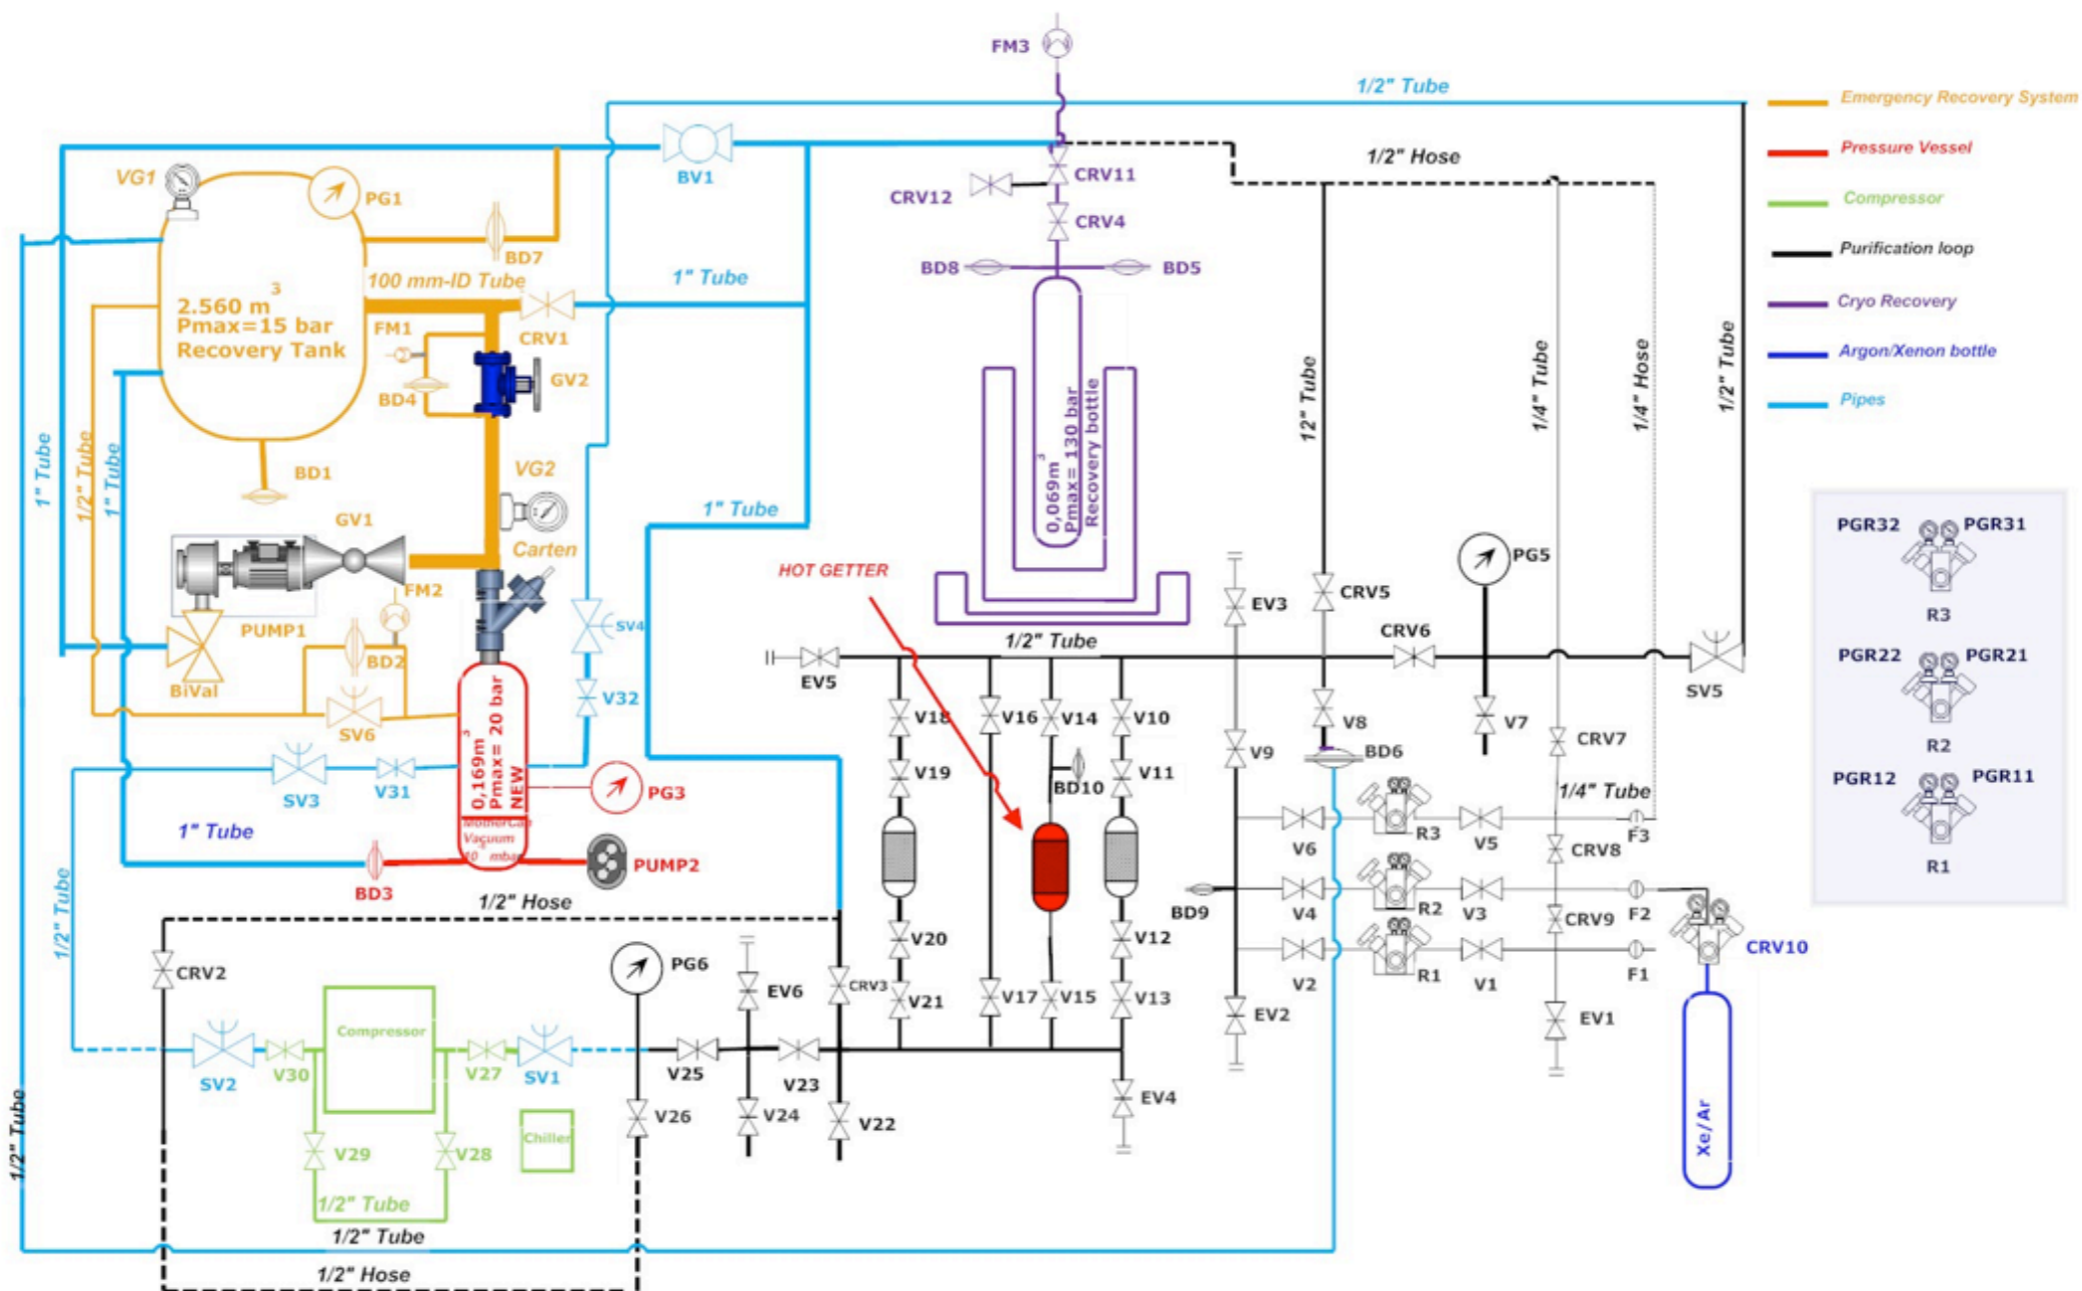 FM3
1/2" Tube
Emergency Recovery System
Pressure Vessel
Compressor
Purification loop
Cryo Recovery
Argon/Xenon bottle
Pipes
VG1
PG1
BV1
1/2" Hose
CRV11
CRV12
CRV4
BD7
BD8
BD5
100 mm-ID Tube
1" Tube
2.560 m3
Pmax=15 bar
Recovery Tank
FM1
CRV1
GV2
BD4
BD1
VG2
GV1
Carten
1" Tube
1/2" Tube
1" Tube
1" Tube
0,069m3
Pmax= 130 bar
Recovery bottle
12" Tube
1/4" Tube
1/4" Hose
1/2" Tube
PGR32
PGR31
R3
PGR22
PGR21
R2
PGR12
PGR11
R1
HOT GETTER
FM2
PUMP1
BD2
BiVal
SV6
SV4
V32
0,169m3
Pmax= 20 bar
NEW
MotherCan
Vacuum
10-6 mbar
SV3
V31
PG3
PUMP2
BD3
1" Tube
1/2" Tube
EV3
CRV5
PG5
1/2" Tube
CRV6
EV5
SV5
V18
V16
V14
V10
V8
V7
V9
BD6
CRV7
V19
BD10
V11
1/4" Tube
V6
R3
V5
CRV8
F3
BD9
V4
R2
V3
CRV9
F2
CRV10
V2
R1
V1
F1
V20
V12
V21
V17
V15
V13
EV2
EV1
EV4
Xe/Ar
1/2" Hose
CRV2
PG6
EV6
CRV3
Compressor
SV2
V30
V27
SV1
V25
V23
V26
V24
V22
V29
V28
Chiller
1/2" Tube
1/2" Tube
1/2" Tube
1/2" Hose